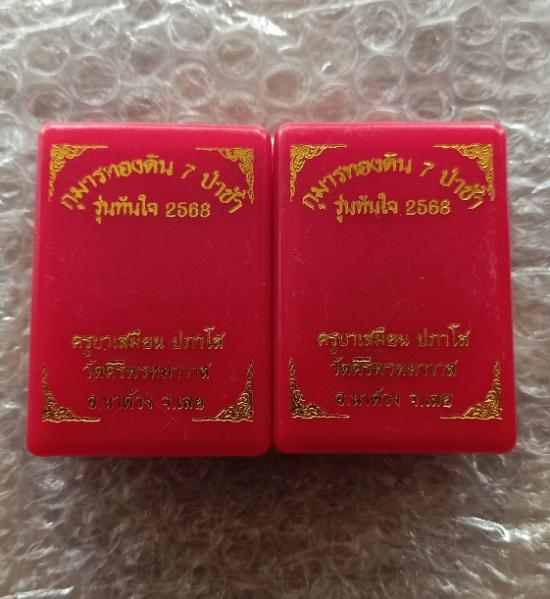 กุมารทองดิน 7 ป่าช้า
รุ่นทันใจ 2568
ครูบาเสมียน ปภาโส
วัดศิริพรหมาวาส
อ.นาด้วง จ.เลย
กุมารทองดิน 7 ป่าช้า
รุ่นทันใจ 2568
ครูบาเสมียน ปภาโส
วัดศิริพรหมาวาส
อ.นาด้วง จ.เลย